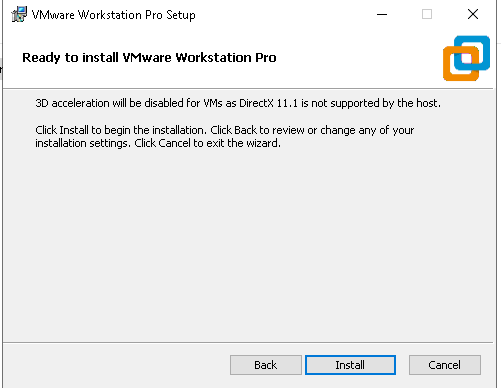 VMware Workstation Pro Setup
Ready to install VMware Workstation Pro
3D acceleration will be disabled for VMs as DirectX 11.1 is not supported by the host.
Click Install to begin the installation. Click Back to review or change any of your
installation settings. Click Cancel to exit the wizard.
Back
Install
Cancel